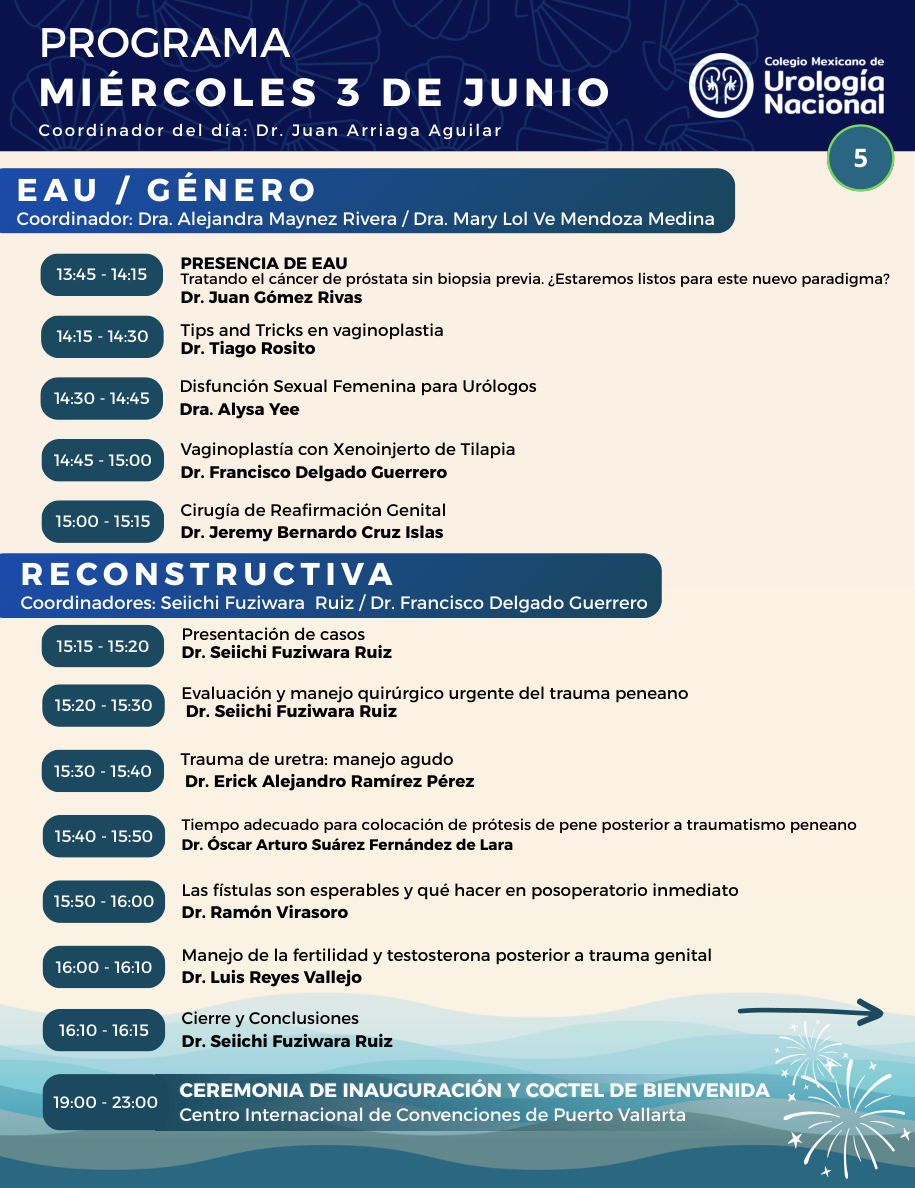 PROGRAMA
MIÉRCOLES 3 DE JUNIO
Coordinador del día: Dr. Juan Arriaga Aguilar
Colegio Mexicano de
Urología
Nacional
5
EAU / GÉNERO
Coordinador: Dra. Alejandra Maynez Rivera / Dra. Mary Lol Ve Mendoza Medina
13:45 - 14:15
PRESENCIA DE EAU
Tratando el cáncer de próstata sin biopsia previa. ¿Estaremos listos para este nuevo paradigma?
Dr. Juan Gómez Rivas
14:15 - 14:30
Tips and Tricks en vaginoplastia
Dr. Tiago Rosito
14:30 - 14:45
Disfunción Sexual Femenina para Urólogos
Dra. Alysa Yee
14:45 - 15:00
Vaginoplastía con Xenoinjerto de Tilapia
Dr. Francisco Delgado Guerrero
15:00 - 15:15
Cirugía de Reafirmación Genital
Dr. Jeremy Bernardo Cruz Islas
RECONSTRUCTIVA
Coordinadores: Seiichi Fuziwara Ruiz / Dr. Francisco Delgado Guerrero
15:15 - 15:20
Presentación de casos
Dr. Seiichi Fuziwara Ruiz
15:20 - 15:30
Evaluación y manejo quirúrgico urgente del trauma peneano
Dr. Seiichi Fuziwara Ruiz
15:30 - 15:40
Trauma de uretra: manejo agudo
Dr. Erick Alejandro Ramírez Pérez
15:40 - 15:50
Tiempo adecuado para colocación de prótesis de pene posterior a traumatismo peneano
Dr. Óscar Arturo Suárez Fernández de Lara
15:50 - 16:00
Las fístulas son esperables y qué hacer en posoperatorio inmediato
Dr. Ramón Virasoro
16:00 - 16:10
Manejo de la fertilidad y testosterona posterior a trauma genital
Dr. Luis Reyes Vallejo
16:10 - 16:15
Cierre y Conclusiones
Dr. Seiichi Fuziwara Ruiz
19:00 - 23:00
CEREMONIA DE INAUGURACIÓN Y COCTEL DE BIENVENIDA
Centro Internacional de Convenciones de Puerto Vallarta